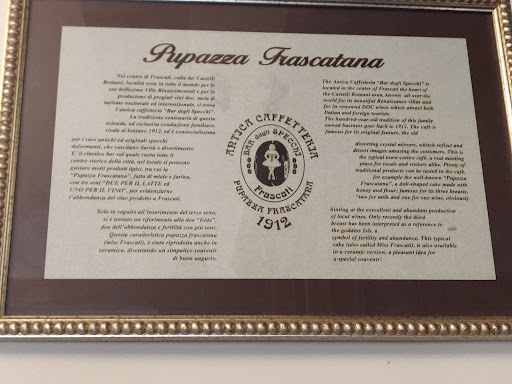 Pupazza Frascatana
Nel centro di Frascati, culla dei Castelli
Romani, località nota in tutto il mondo per le
sue bellissime Ville Rinascimentali e per la
produzione di pregiati vini doc, meta di
turismo nazionale ed internazionale, si trova
l'antica caffetteria "Bar degli Specchi".
La tradizione centenaria di questa
azienda, ad esclusiva conduzione familiare,
risale al lontano 1912, ed è conosciutissima
per i suoi antichi ed originali specchi
deformanti, che suscitano ilarità e divertimento.
E' il classico bar sul quale ruota tutto il
centro storico della città, nel locale si possono
gustare molti prodotti tipici, tra cui la
"Pupazza Frascatana", fatta di miele e farina,
con tre seni "DUE PER IL LATTE ed
UNO PER IL VINO", per evidenziarne
l'abbondanza del vino prodotto a Frascati.
Solo in seguito all'inserimento del terzo seno,
si è tentato un riferimento alla dea "Iside",
dea dell'abbondanza e fertilità con più seni.
Questa caratteristica pupazza frascatana
(miss Frascati), è stata riprodotta anche in
ceramica, diventando un simpatico souvenir
di buon augurio.
ANTICA CAFFETTERIA
BAR degli SPECCHI
Frascati
PUPAZZA FRASCATANA
1912
The Antica Caffetteria "Bar degli Specchi" is
located in the center of Frascati the heart of
the Castelli Romani area, known all over the
world for its beautiful Renaissance villas and
for its renowned DOC wines which attract both
Italian and foreign tourists.
The hundred-year-old tradition of this family
owned business goes back to 1912. The café is
famous for its original features, the old
distorting crystal mirrors, which reflect and
distort images amusing the customers. This is
the typical town-centre café, a real meeting
place for locals and visitors alike. Plenty of
traditional products can be tasted in the café,
for example the well-known "Pupazza
Frascatana", a doll-shaped cake made with
honey and flour; famous for its three breasts,
"two for milk and one for wine, obviously
hinting at the excellent and abundant production
of local wines. Only recently the third
breast has been interpreted as a reference to
the goddess Isis, a
symbol of fertility and abundance. This typical
cake (also called Miss Frascati), is also available
in a ceramic version, a pleasant idea for
a special souvenir!